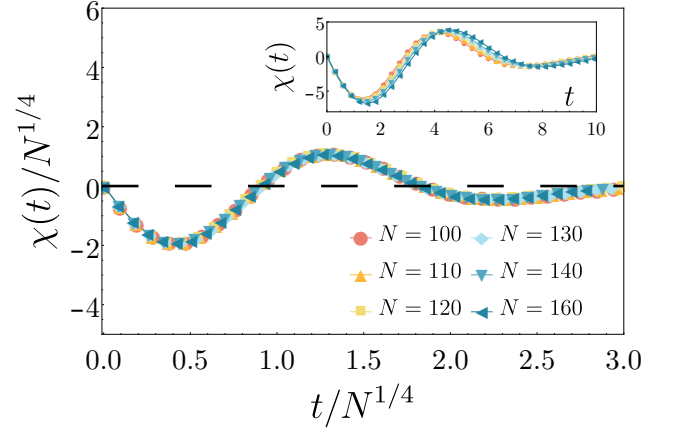 6
4
2
0
−2
−4
χ(t)/N^{1/4}
0.0 0.5 1.0 1.5 2.0 2.5 3.0
t/N^{1/4}
5
0
−5
χ(t)
t
0 2 4 6 8 10
N = 100 N = 130
N = 110 N = 140
N = 120 N = 160